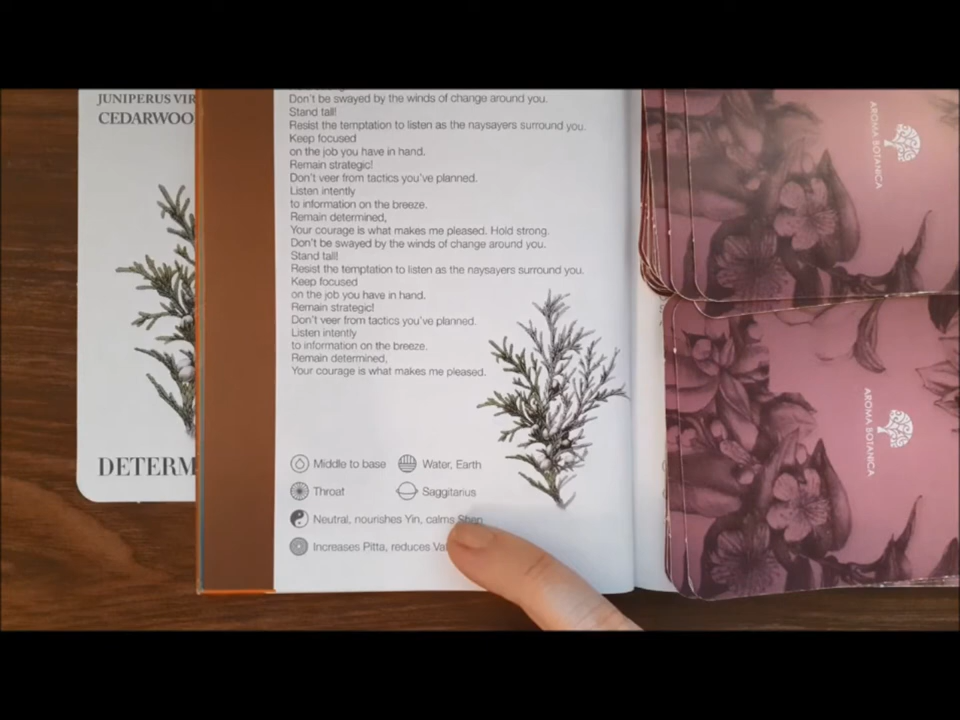 JUNIPERUS VIR
CEDARWOO
DETERM
Don't be swayed by the winds of change around you.
Stand tall!
Resist the temptation to listen as the naysayers surround you.
Keep focused
on the job you have in hand.
Remain strategic!
Don't veer from tactics you've planned.
Listen intently
to information on the breeze.
Remain determined,
Your courage is what makes me pleased. Hold strong.
Don't be swayed by the winds of change around you.
Stand tall!
Resist the temptation to listen as the naysayers surround you.
Keep focused
on the job you have in hand.
Remain strategic!
Don't veer from tactics you've planned.
Listen intently
to information on the breeze.
Remain determined,
Your courage is what makes me pleased.
Middle to base Water, Earth
Throat Saggitarius
Neutral, nourishes Yin, calms Shen
Increases Pitta, reduces Va
AROMA BOTANICA
AROMA BOTANICA